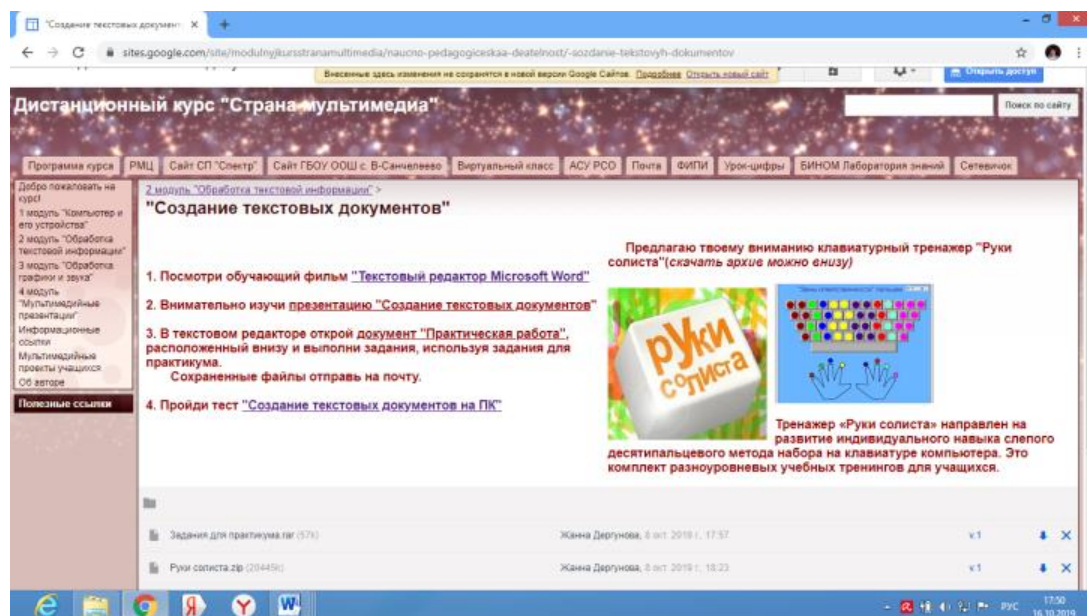 "Создание текстовых докумен
sites.google.com/site/modulnyjkursstranamultimedia/naucno-pedagogiceskaa-deatelnost/-sozdanie-tekstovyh-dokumentov
Внесенные здесь изменения не сохранятся в новой версии Google Сайтов. Подробнее Открыть новый сайт
Открыть доступ
Дистанционный курс "Страна мультимедиа"
Поиск по сайту
Программа курса РМЦ Сайт СП "Спектр" Сайт ГБОУ ООШ с. В-Санчелеево Виртуальный класс АСУ РСО Почта ФИПИ Урок-цифры БИНОМ Лаборатория знаний Сетевичок
Добро пожаловать на
курс!
1 модуль "Компьютер и
его устройства"
2 модуль "Обработка
текстовой информации"
3 модуль "Обработка
графики и звука"
4 модуль
"Мультимедийные
презентации"
Информационные
ссылки
Мультимедийные
проекты учащихся
Об авторе
Полезные ссылки
2 модуль "Обработка текстовой информации" >
"Создание текстовых документов"
1. Посмотри обучающий фильм "Текстовый редактор Microsoft Word"
2. Внимательно изучи презентацию "Создание текстовых документов"
3. В текстовом редакторе открой документ "Практическая работа",
расположенный внизу и выполни задания, используя задания для
практикума.
Сохраненные файлы отправь на почту.
4. Пройди тест "Создание текстовых документов на ПК"
Предлагаю твоему вниманию клавиатурный тренажер "Руки
солиста"(скачать архив можно внизу)
руки
солиста
Тренажер «Руки солиста» направлен на
развитие индивидуального навыка слепого
десятипальцевого метода набора на клавиатуре компьютера. Это
комплект разноуровневых учебных тренингов для учащихся.
Задания для практикума.rar (57k) Жанна Дергунова, 8 окт. 2019 г., 17:57 v.1
Руки солиста.zip (20445k) Жанна Дергунова, 8 окт. 2019 г., 18:23 v.1
РУС
17:50
16.10.2019